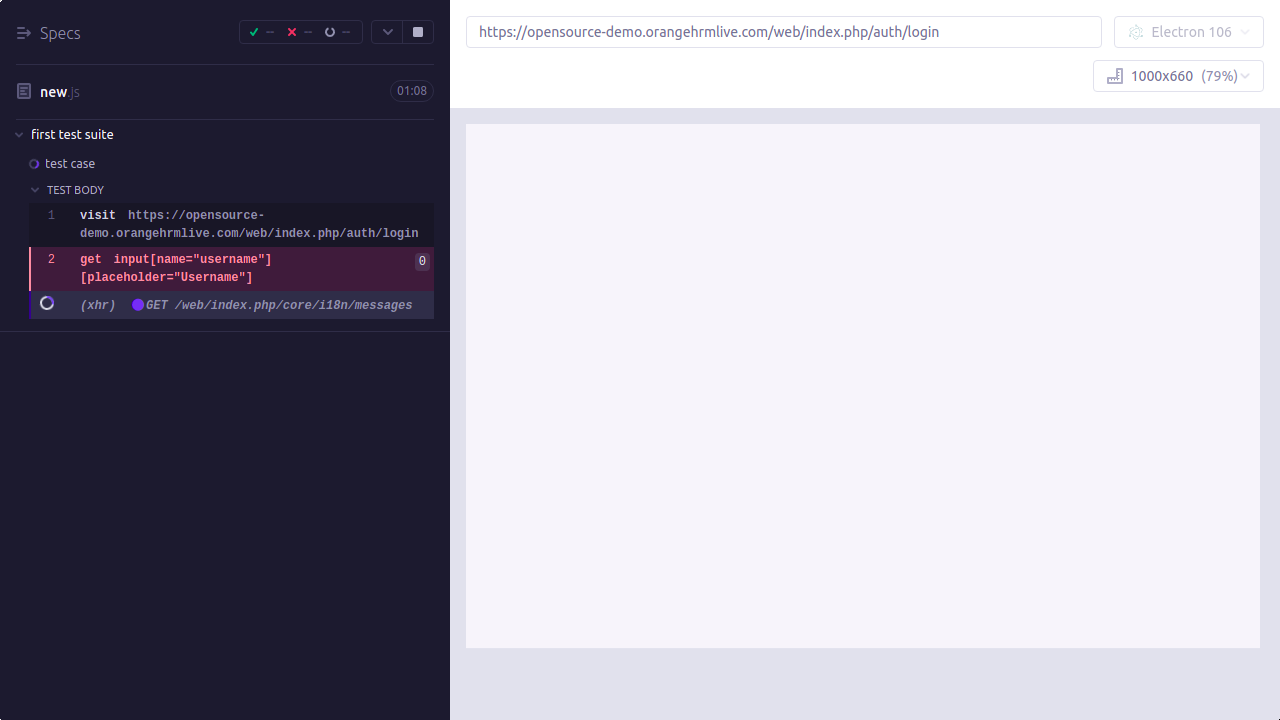 Specs
-- -- --
new.js
01:08
first test suite
test case
TEST BODY
1 visit https://opensource-
demo.orangehrmlive.com/web/index.php/auth/login
2 get input[name="username"] 0
[placeholder="Username"]
(xhr) GET /web/index.php/core/i18n/messages
https://opensource-demo.orangehrmlive.com/web/index.php/auth/login
Electron 106
1000x660 (79%)